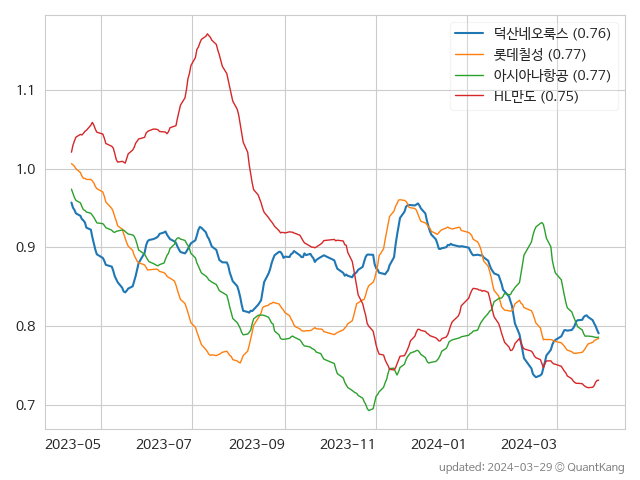 덕산네오룩스 (0.76)
롯데칠성 (0.77)
아시아나항공 (0.77)
HL만도 (0.75)
1.1
1.0
0.9
0.8
0.7
2023-05 2023-07 2023-09 2023-11 2024-01 2024-03
updated: 2024-03-29 © QuantKang